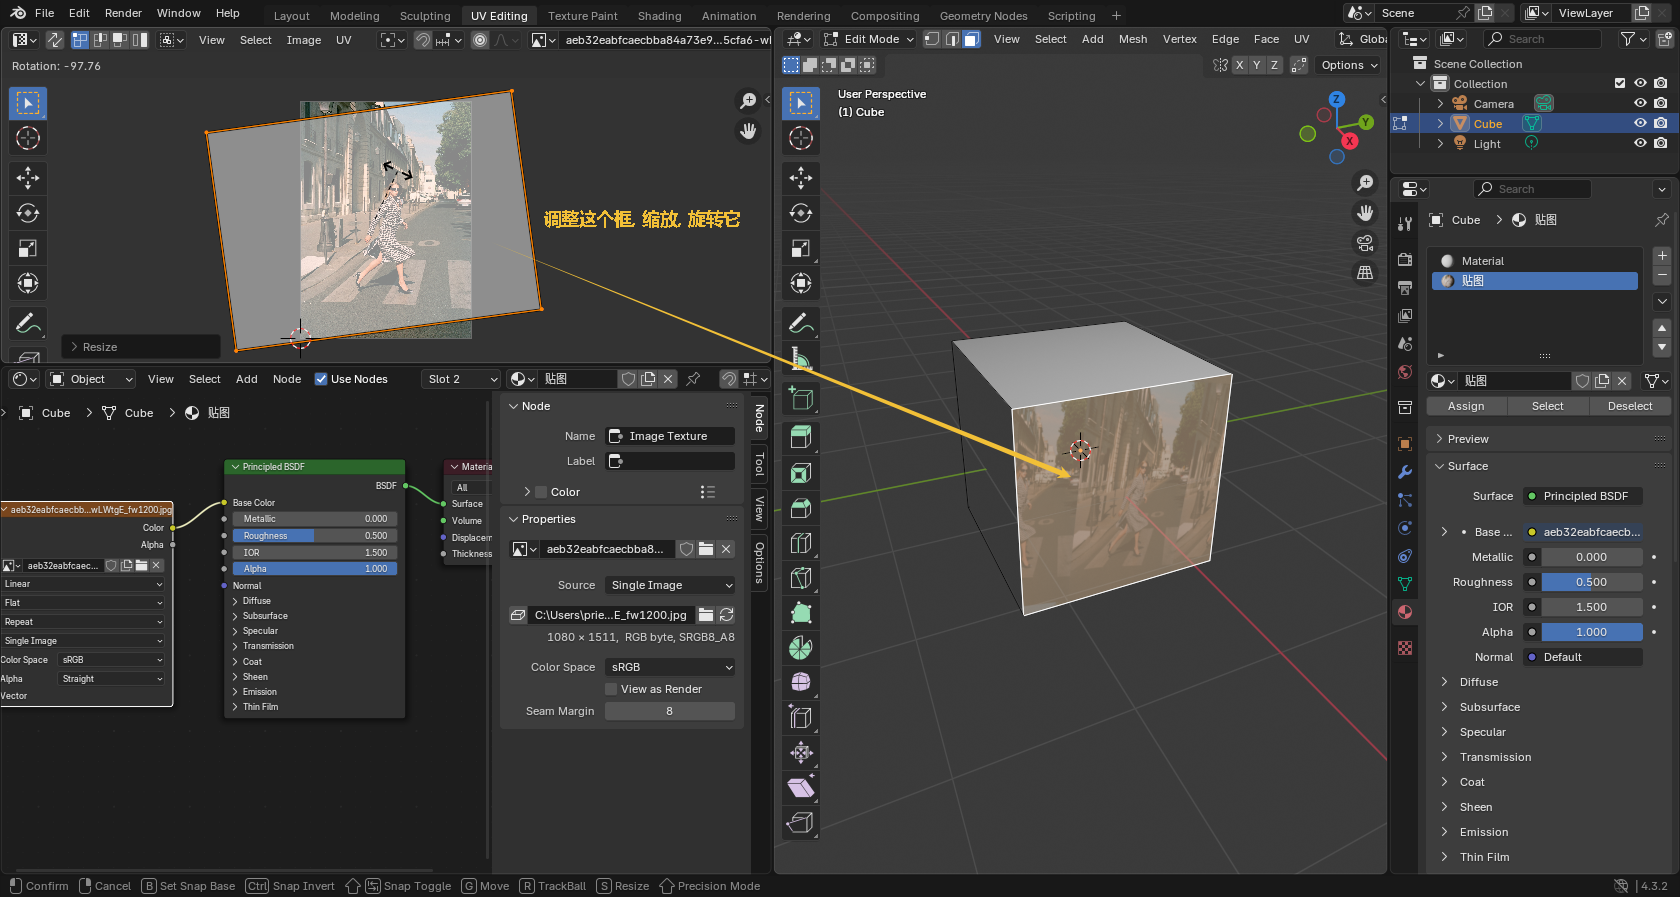 File Edit Render Window Help Layout Modeling Sculpting UV Editing Texture Paint Shading Animation Rendering Compositing Geometry Nodes Scripting + Scene ViewLayer
View Select Image UV aeb32eabfcaecbba84a73e9...5cfa6-wl
Edit Mode View Select Add Mesh Vertex Edge Face UV Globa
Search
Rotation: -97.76
X Y Z Options
Scene Collection
Collection
Camera
Cube
Light
User Perspective
(1) Cube
Z
Y
X
Search
Cube > 贴图
调整这个框, 缩放, 旋转它
Material
贴图
Resize
Object View Select Add Node Use Nodes Slot 2 贴图
贴图
Assign Select Deselect
Cube > Cube > 贴图
Node
Name Image Texture
Label
Color
Properties
aeb32eabfcaecbba8...
Source Single Image
C:\Users\prie...E_fw1200.jpg
1080 × 1511, RGB byte, SRGB8_A8
Color Space sRGB
View as Render
Seam Margin 8
Node
Tool
View
Options
aeb32eabfcaecbb...wLWtgE_fw1200.jpg
Color
Alpha
aeb32eabfcaec...
Linear
Flat
Repeat
Single Image
Color Space sRGB
Alpha Straight
Vector
Principled BSDF
BSDF
Base Color
Metallic 0.000
Roughness 0.500
IOR 1.500
Alpha 1.000
Normal
Diffuse
Subsurface
Specular
Transmission
Coat
Sheen
Emission
Thin Film
Materia
All
Surface
Volume
Displacem
Thickness
Preview
Surface
Surface Principled BSDF
Base ... aeb32eabfcaecb...
Metallic 0.000
Roughness 0.500
IOR 1.500
Alpha 1.000
Normal Default
Diffuse
Subsurface
Specular
Transmission
Coat
Sheen
Emission
Thin Film
Confirm Cancel B Set Snap Base Ctrl Snap Invert Snap Toggle G Move R TrackBall S Resize Precision Mode 4.3.2